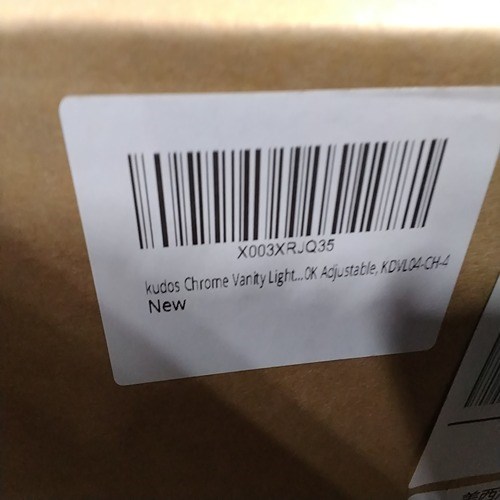 X003XRJQ35
kudos Chrome Vanity Light...0K Adjustable, KDVL04-CH-4
New